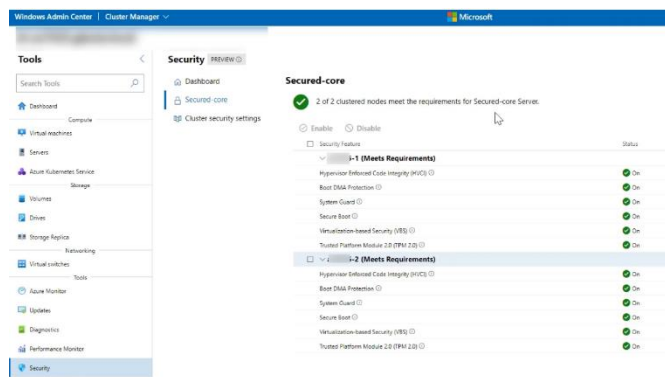 Windows Admin Center | Cluster Manager
Microsoft
Tools
Search Tools
Dashboard
Compute
Virtual machines
Servers
Azure Kubernetes Service
Storage
Volumes
Drives
Storage Replica
Networking
Virtual switches
Tools
Azure Monitor
Updates
Diagnostics
Performance Monitor
Security
Security PREVIEW
Dashboard
Secured-core
Cluster security settings
Secured-core
2 of 2 clustered nodes meet the requirements for Secured-core Server.
Enable Disable
Security Feature Status
-1 (Meets Requirements)
Hypervisor Enforced Code Integrity (HVCI) On
Boot DMA Protection On
System Guard On
Secure Boot On
Virtualization-based Security (VBS) On
Trusted Platform Module 2.0 (TPM 2.0) On
-2 (Meets Requirements)
Hypervisor Enforced Code Integrity (HVCI) On
Boot DMA Protection On
System Guard On
Secure Boot On
Virtualization-based Security (VBS) On
Trusted Platform Module 2.0 (TPM 2.0) On